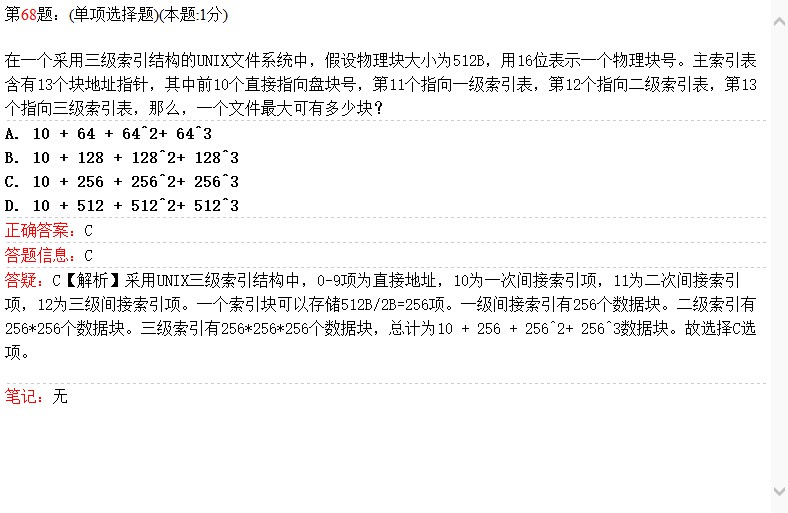 第68题：(单项选择题)(本题:1分)
在一个采用三级索引结构的UNIX文件系统中，假设物理块大小为512B，用16位表示一个物理块号。主索引表
含有13个块地址指针，其中前10个直接指向盘块号，第11个指向一级索引表，第12个指向二级索引表，第13
个指向三级索引表，那么，一个文件最大可有多少块?
A. 10 + 64 + 64^2+ 64^3
B. 10 + 128 + 128^2+ 128^3
C. 10 + 256 + 256^2+ 256^3
D. 10 + 512 + 512^2+ 512^3
正确答案：C
答题信息：C
答疑：C【解析】采用UNIX三级索引结构中，0-9项为直接地址，10为一次间接索引项，11为二次间接索引
项，12为三级间接索引项。一个索引块可以存储512B/2B=256项。一级间接索引有256个数据块。二级索引有
256*256个数据块。三级索引有256*256*256个数据块，总计为10 + 256 + 256^2+ 256^3数据块。故选择C选
项。
笔记：无